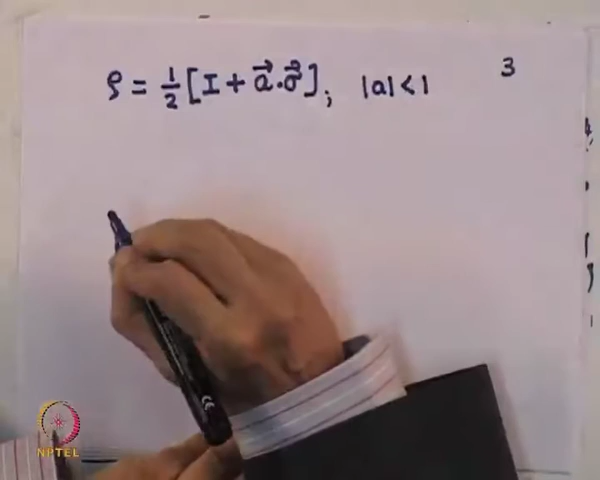 ρ = 1/2 [I + a⃗.σ⃗]; |a| < 1
3
NPTEL